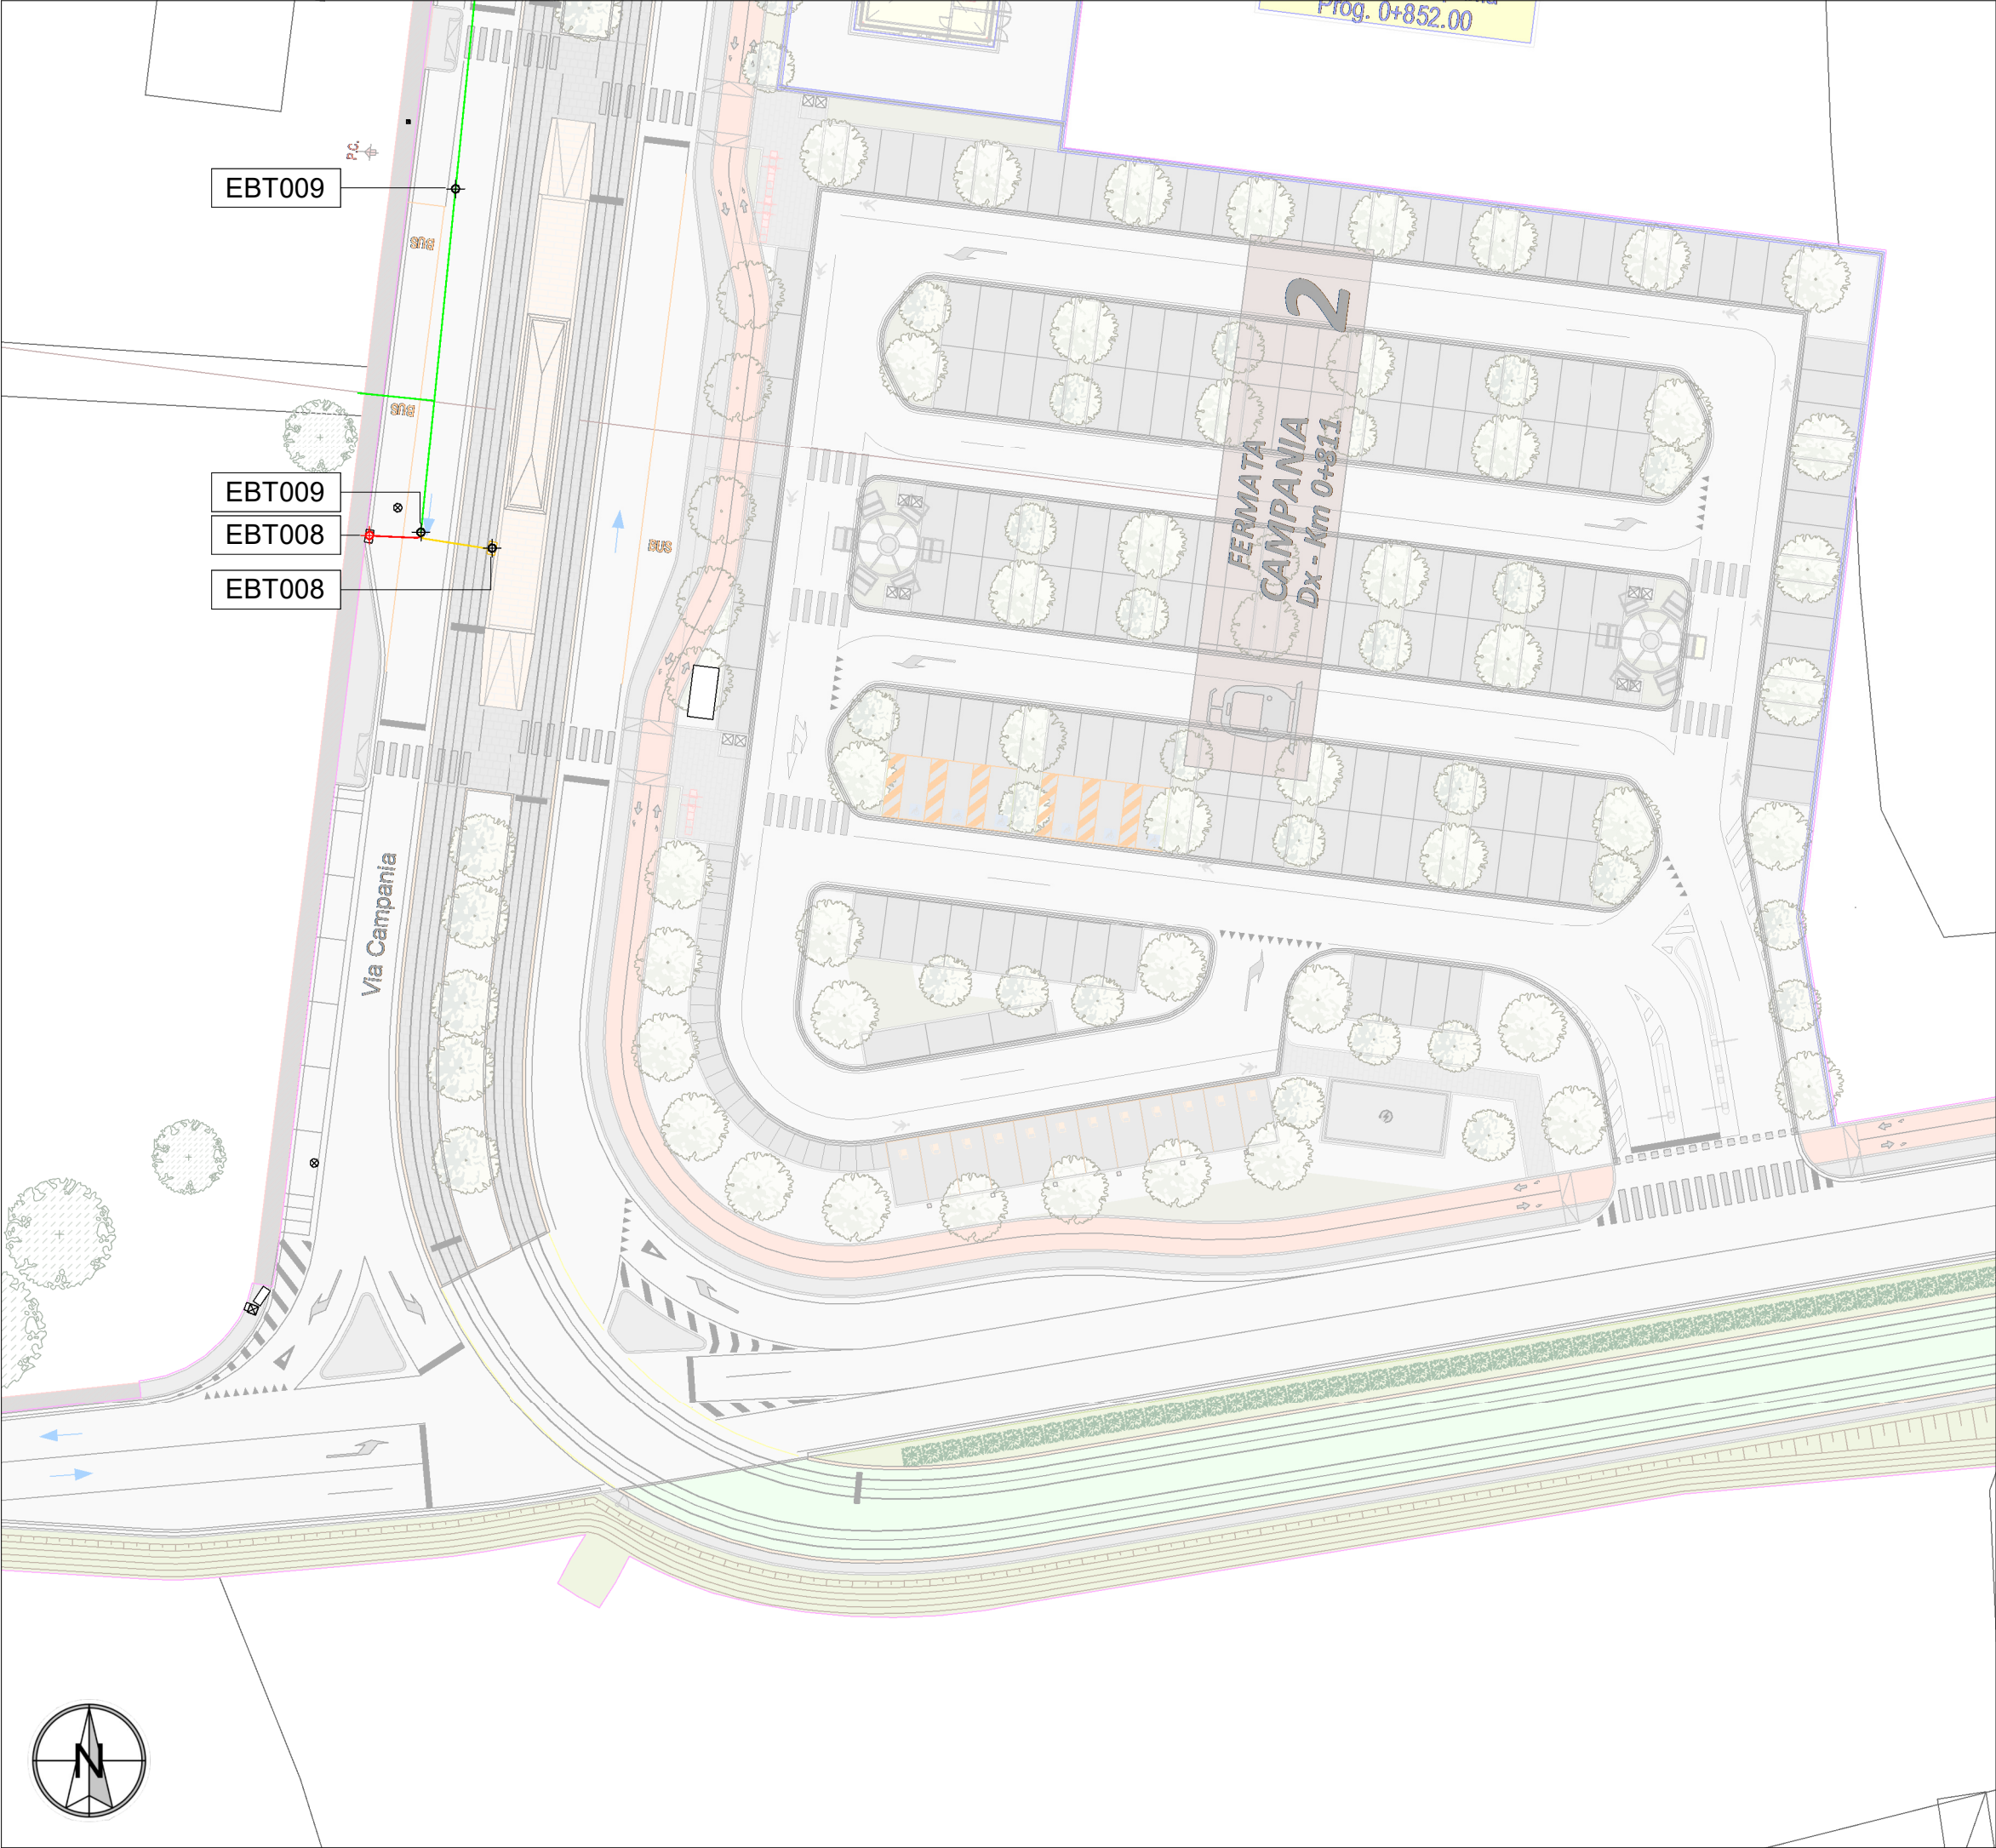 Prog. 0+852.00
P.C.
EBT009
BUS
2
FERMATA
CAMPANIA
Dx - Km 0+811
BUS
EBT009
EBT008
BUS
EBT008
Via Campania
N